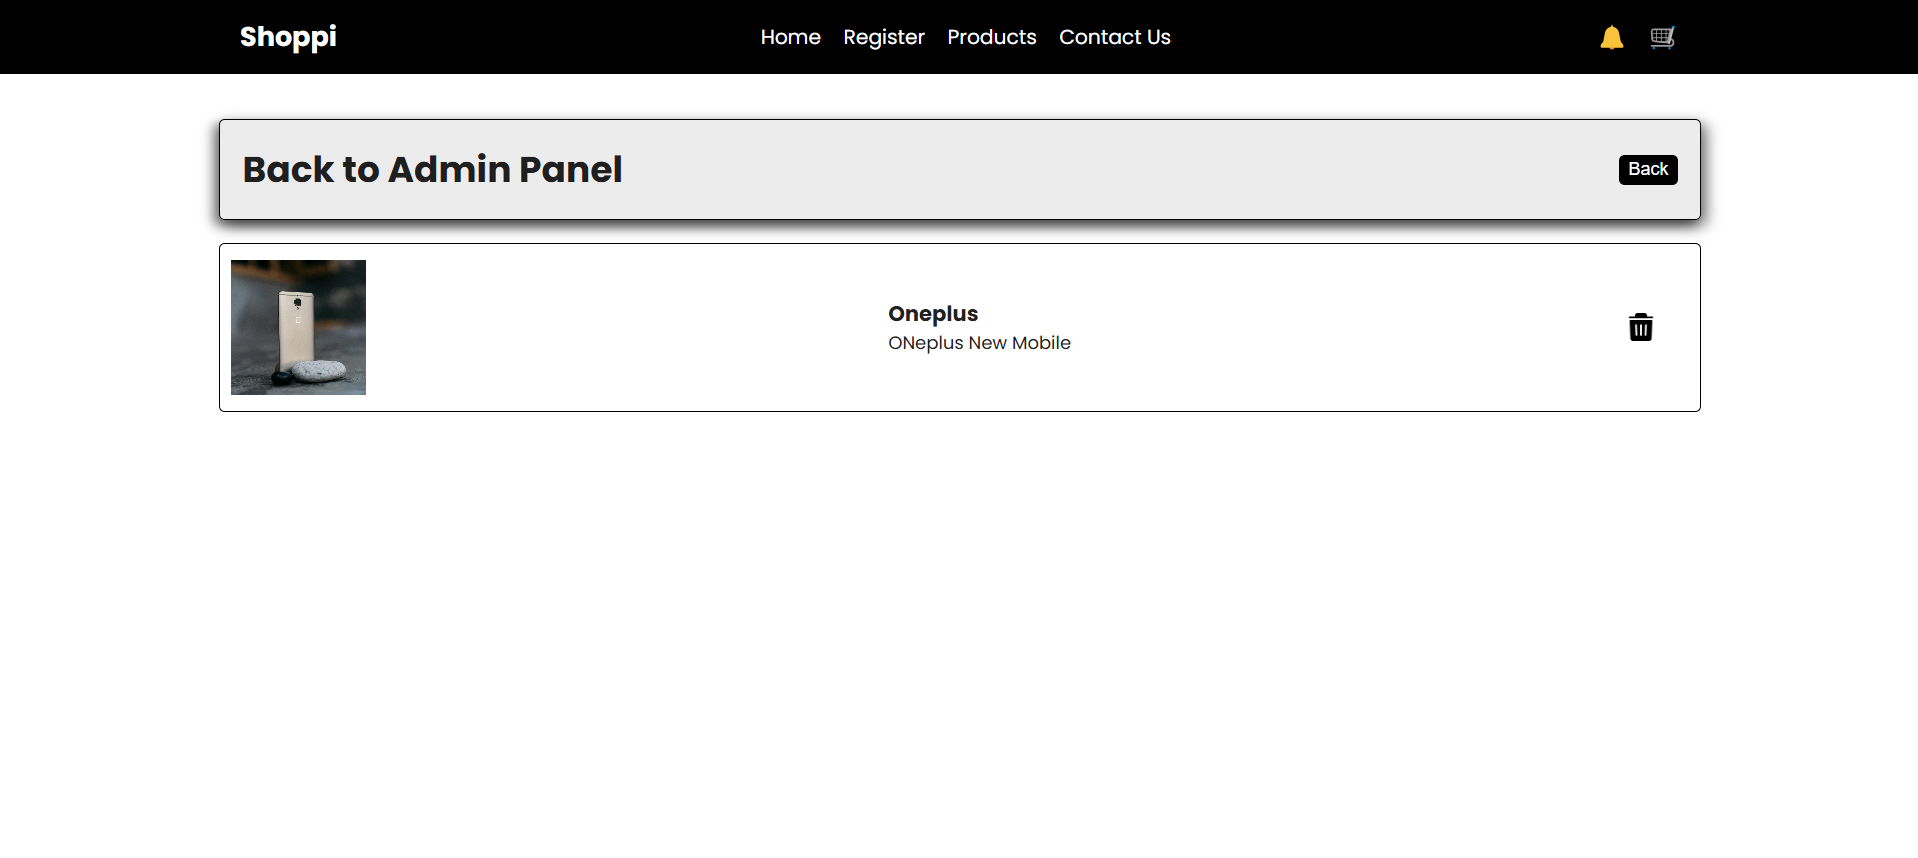 Shoppi
Home Register Products Contact Us
Back to Admin Panel
Back
Oneplus
ONeplus New Mobile